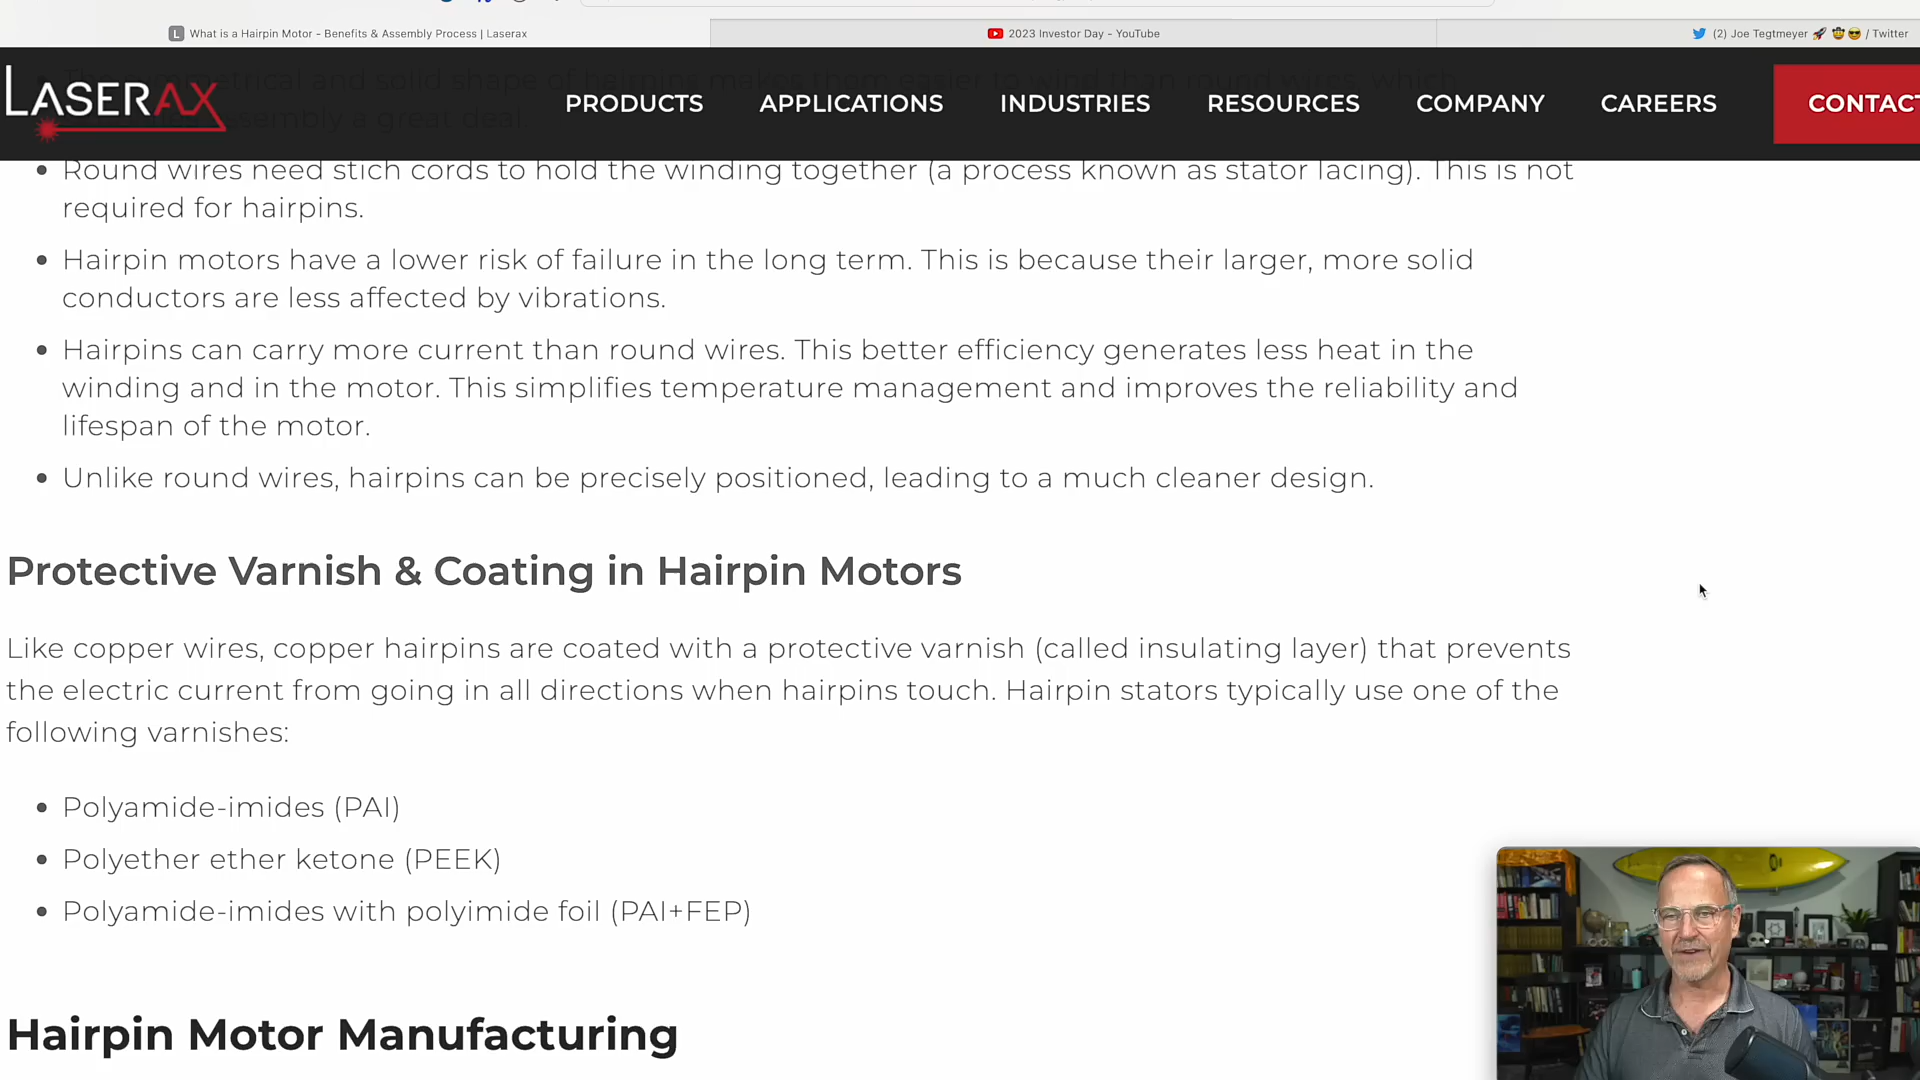 What is a Hairpin Motor - Benefits & Assembly Process | Laserax
2023 Investor Day - YouTube
(2) Joe Tegtmeyer 🚀 🤠 😎 / Twitter
LASERAX
PRODUCTS
APPLICATIONS
INDUSTRIES
RESOURCES
COMPANY
CAREERS
CONTACT
Round wires need stich cords to hold the winding together (a process known as stator lacing). This is not
required for hairpins.
Hairpin motors have a lower risk of failure in the long term. This is because their larger, more solid
conductors are less affected by vibrations.
Hairpins can carry more current than round wires. This better efficiency generates less heat in the
winding and in the motor. This simplifies temperature management and improves the reliability and
lifespan of the motor.
Unlike round wires, hairpins can be precisely positioned, leading to a much cleaner design.
Protective Varnish & Coating in Hairpin Motors
Like copper wires, copper hairpins are coated with a protective varnish (called insulating layer) that prevents
the electric current from going in all directions when hairpins touch. Hairpin stators typically use one of the
following varnishes:
Polyamide-imides (PAI)
Polyether ether ketone (PEEK)
Polyamide-imides with polyimide foil (PAI+FEP)
Hairpin Motor Manufacturing